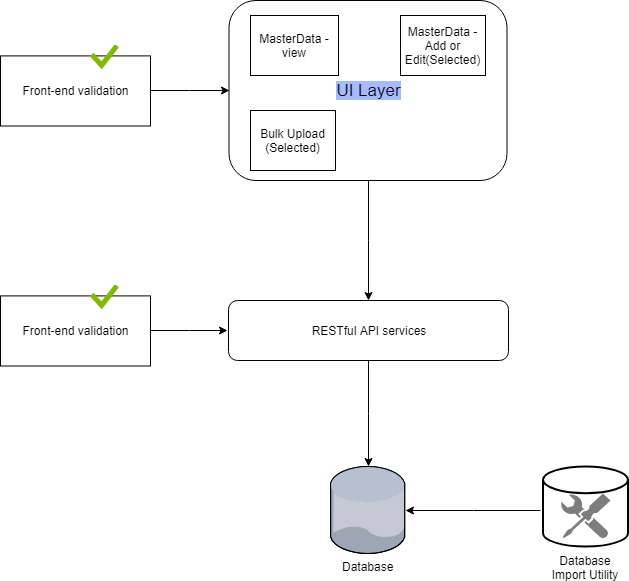 MasterData -
view
MasterData -
Add or
Edit(Selected)
Front-end validation
UI Layer
Bulk Upload
(Selected)
Front-end validation
RESTful API services
Database
Database
Import Utility